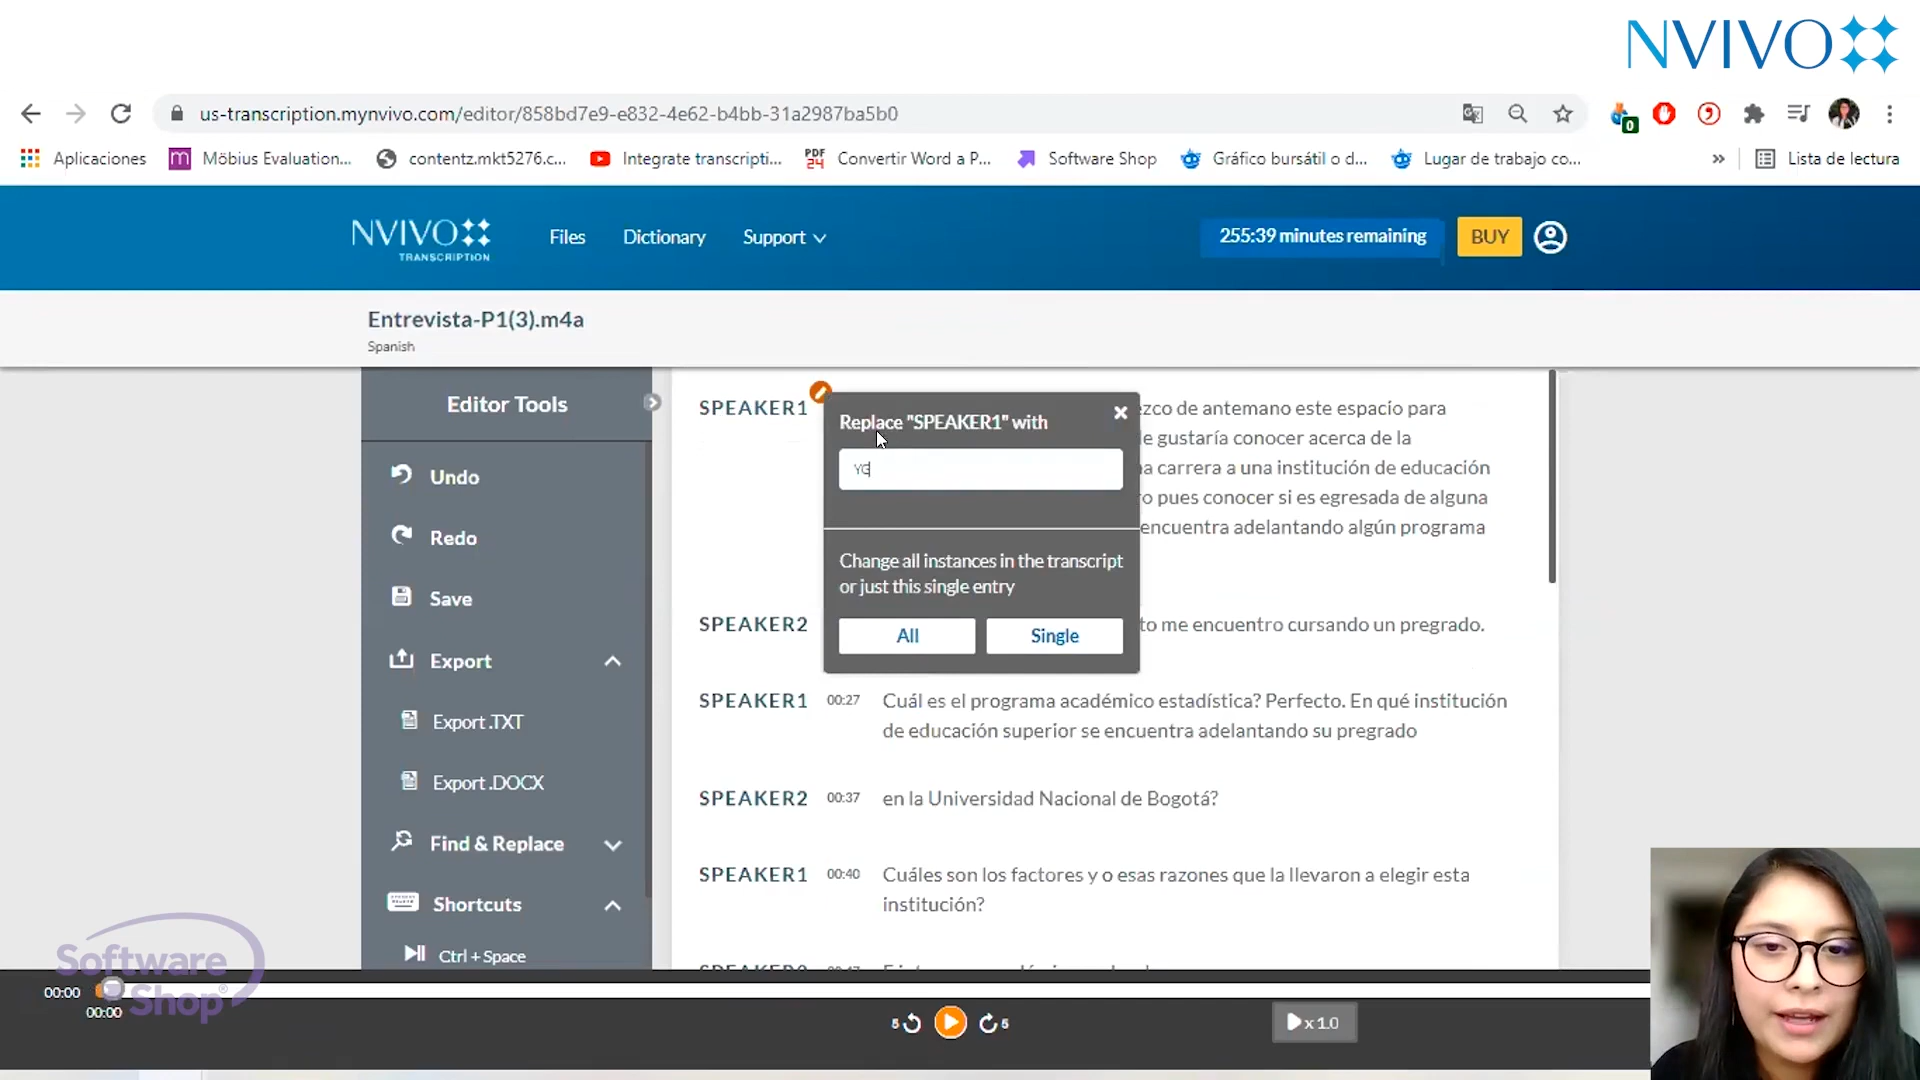 NVIVO
us-transcription.mynvivo.com/editor/858bd7e9-e832-4e62-b4bb-31a2987ba5b0
0
Aplicaciones
m
Möbius Evaluation...
contentz.mkt5276.c...
Integrate transcripti...
PDF
24
Convertir Word a P...
Software Shop
Gráfico bursátil o d...
Lugar de trabajo co...
»
Lista de lectura
NVIVO
TRANSCRIPTION
Files
Dictionary
Support
255:39 minutes remaining
BUY
Entrevista-P1(3).m4a
Spanish
Editor Tools
Undo
Redo
Save
Export
Export .TXT
Export .DOCX
Find & Replace
Shortcuts
Ctrl + Space
SPEAKER1
zco de antemano este espacio para
e gustaría conocer acerca de la
a carrera a una institución de educación
o pues conocer si es egresada de alguna
encuentra adelantando algún programa
Replace "SPEAKER1" with
YG
Change all instances in the transcript
or just this single entry
All
Single
SPEAKER2
to me encuentro cursando un pregrado.
SPEAKER1 00:27 Cuál es el programa académico estadística? Perfecto. En qué institución
de educación superior se encuentra adelantando su pregrado
SPEAKER2 00:37 en la Universidad Nacional de Bogotá?
SPEAKER1 00:40 Cuáles son los factores y o esas razones que la llevaron a elegir esta
institución?
Software
Shop®
00:00
00:00
5
5
x 1.0